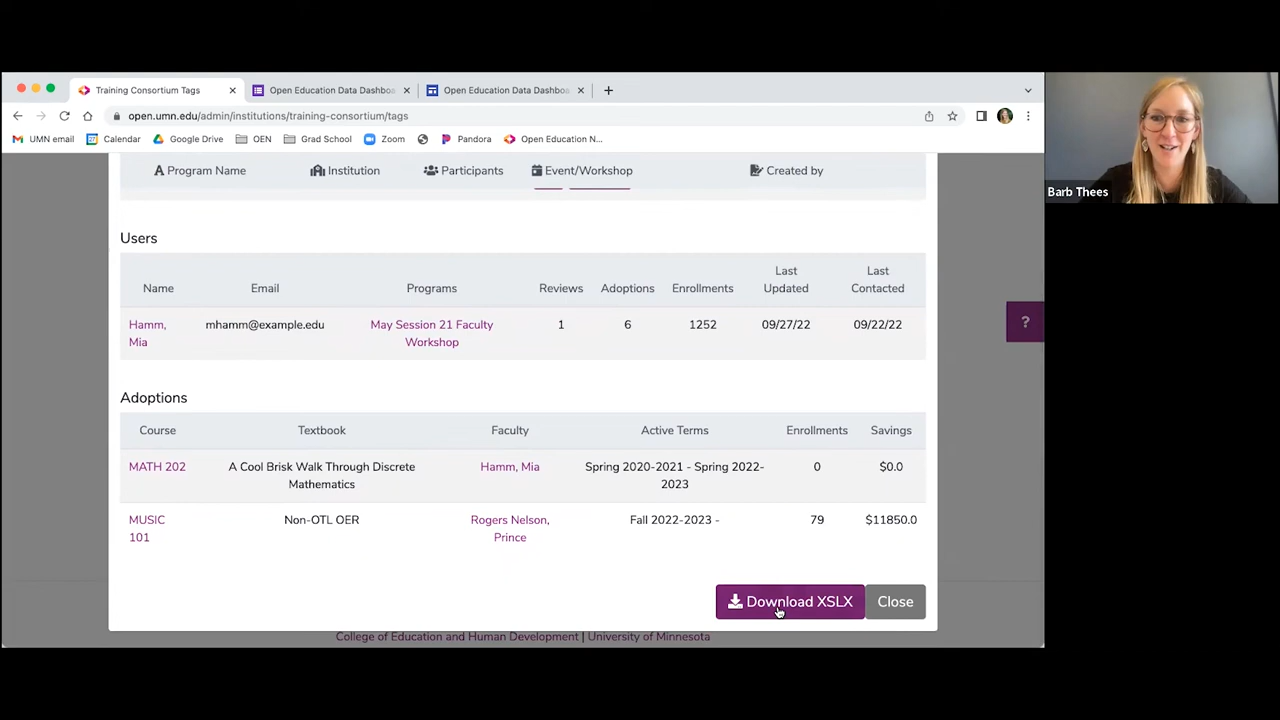 Training Consortium Tags
Open Education Data Dashbo
Open Education Data Dashbo
open.umn.edu/admin/institutions/training-consortium/tags
UMN email Calendar Google Drive OEN Grad School Zoom Pandora Open Education N...
Barb Thees
Program Name Institution Participants Event/Workshop Created by
Users
Name Email Programs Reviews Adoptions Enrollments Last Updated Last Contacted
Hamm, Mia mhamm@example.edu May Session 21 Faculty Workshop 1 6 1252 09/27/22 09/22/22
?
Adoptions
Course Textbook Faculty Active Terms Enrollments Savings
MATH 202 A Cool Brisk Walk Through Discrete Mathematics Hamm, Mia Spring 2020-2021 - Spring 2022-2023 0 $0.0
MUSIC 101 Non-OTL OER Rogers Nelson, Prince Fall 2022-2023 - 79 $11850.0
Download XSLX Close
College of Education and Human Development | University of Minnesota